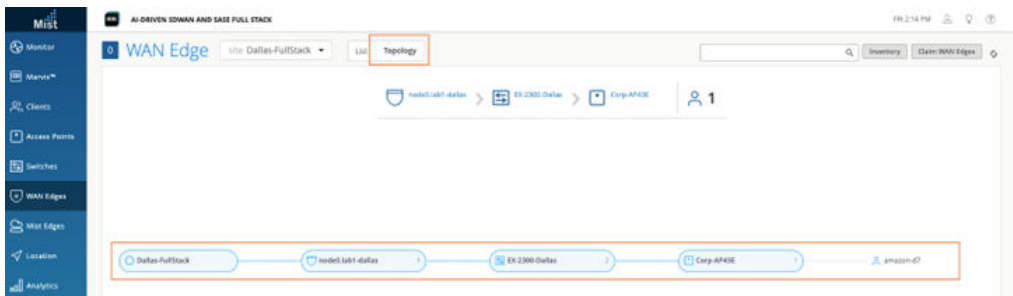 Mist
AI-DRIVEN SDWAN AND SASE FULL STACK
FRI 2:14 PM
Monitor
Marvis™
Clients
Access Points
Switches
WAN Edges
Mist Edges
Location
Analytics
0 WAN Edge site Dallas-FullStack List Topology
Inventory Claim WAN Edges
node0.lab1-dallas EX-2300-Dallas Corp-AP43E 1
Dallas-FullStack node0.lab1-dallas 1 EX-2300-Dallas 2 Corp-AP43E 1 amazon-d7